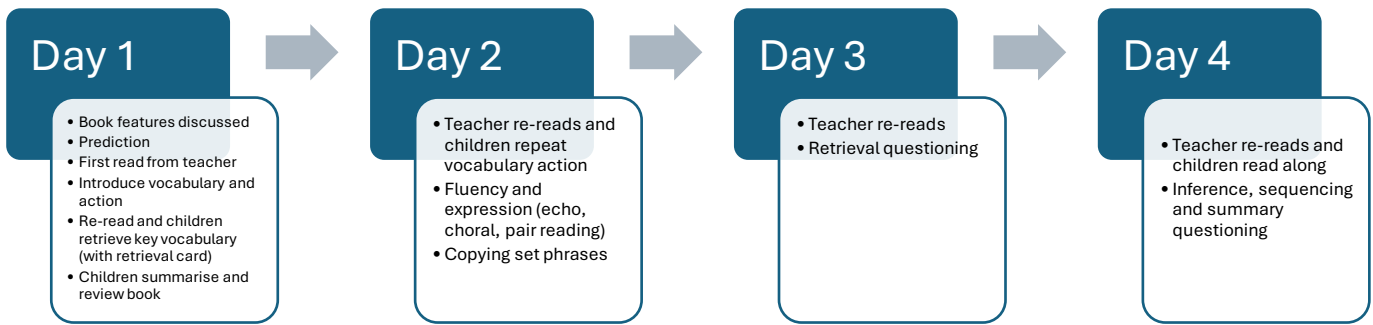 Day 1
• Book features discussed
• Prediction
• First read from teacher
• Introduce vocabulary and
action
• Re-read and children
retrieve key vocabulary
(with retrieval card)
• Children summarise and
review book
Day 2
• Teacher re-reads and
children repeat
vocabulary action
• Fluency and
expression (echo,
choral, pair reading)
• Copying set phrases
Day 3
• Teacher re-reads
• Retrieval questioning
Day 4
• Teacher re-reads and
children read along
• Inference, sequencing
and summary
questioning